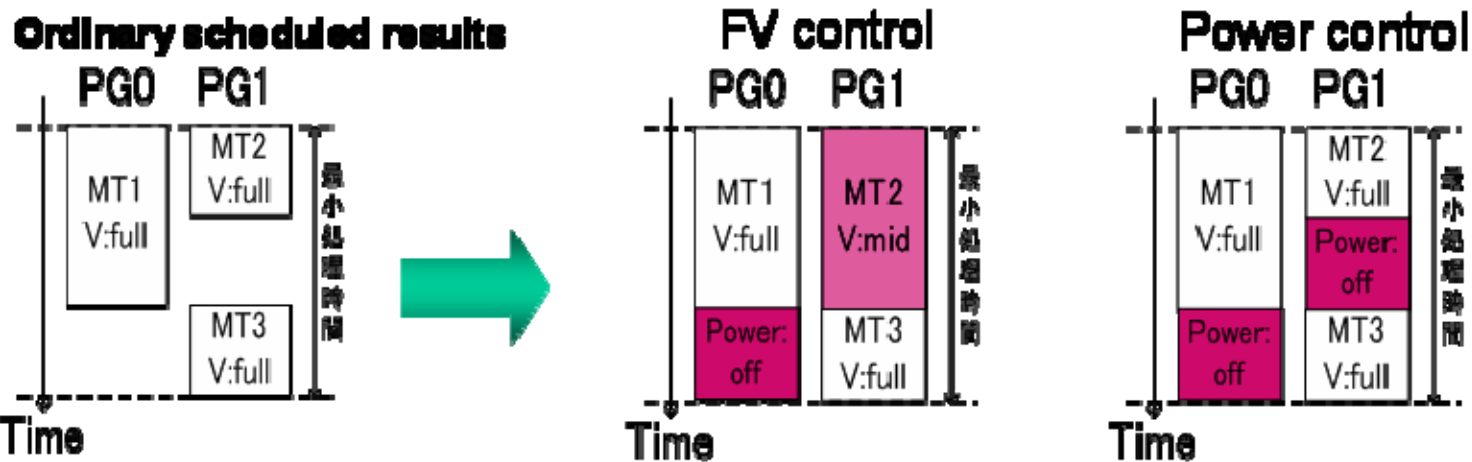 Ordinary scheduled results
PG0 PG1
MT1
V:full
MT2
V:full
MT3
V:full
最小処理時間
Time
FV control
PG0 PG1
MT1
V:full
Power:
off
MT2
V:mid
MT3
V:full
最小処理時間
Time
Power control
PG0 PG1
MT1
V:full
Power:
off
MT2
V:full
Power:
off
MT3
V:full
最小処理時間
Time